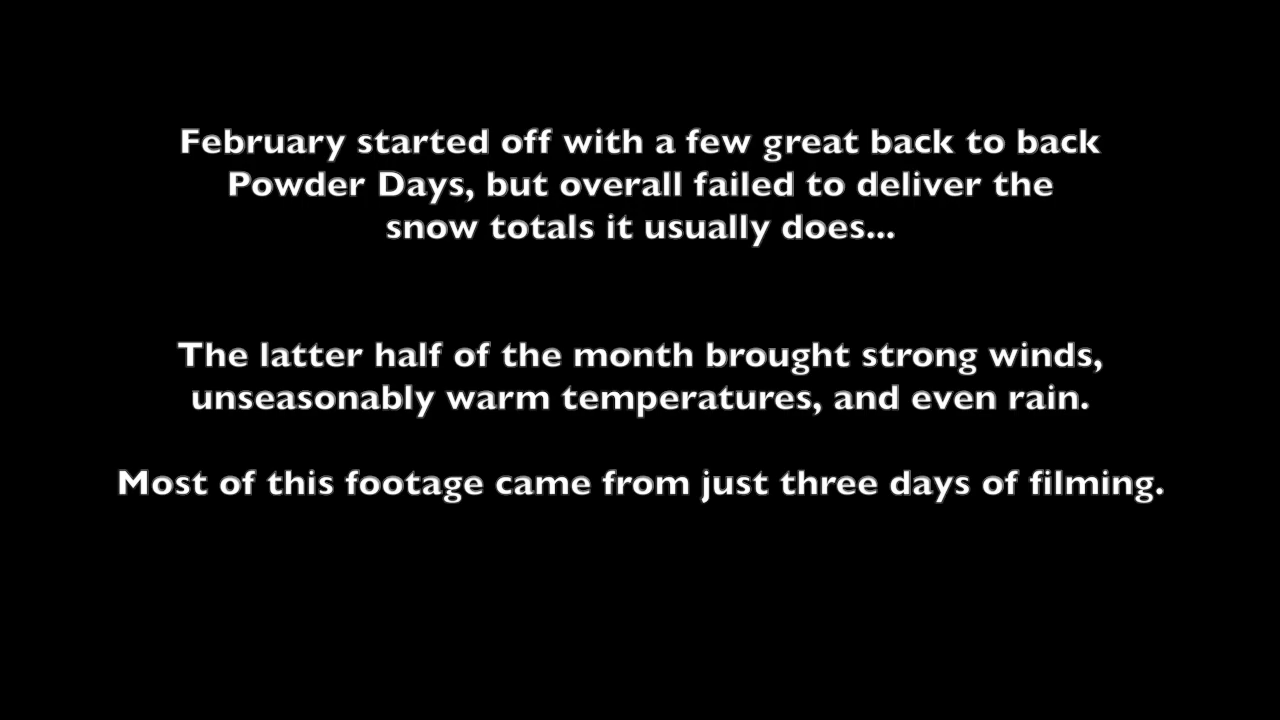 February started off with a few great back to back
Powder Days, but overall failed to deliver the
snow totals it usually does...
The latter half of the month brought strong winds,
unseasonably warm temperatures, and even rain.
Most of this footage came from just three days of filming.